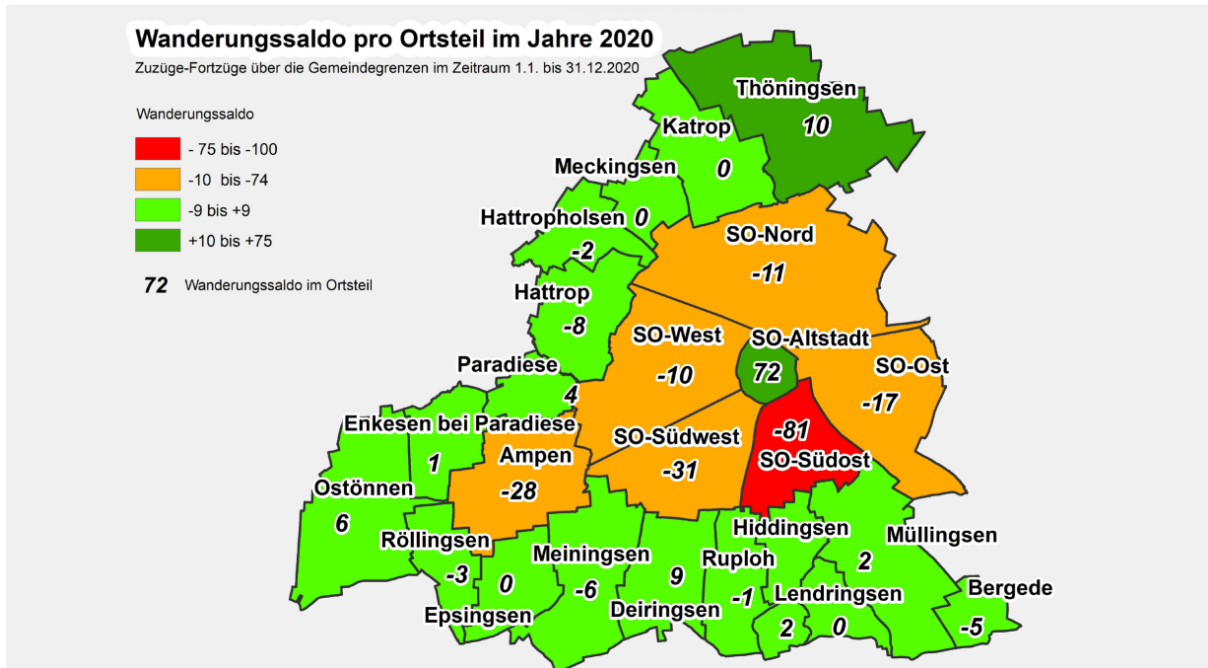 Wanderungssaldo pro Ortsteil im Jahre 2020
Zuzüge-Fortzüge über die Gemeindegrenzen im Zeitraum 1.1. bis 31.12.2020
Wanderungssaldo
- 75 bis -100
-10 bis -74
-9 bis +9
+10 bis +75
72 Wanderungssaldo im Ortsteil
Thöningsen
10
Katrop
0
Meckingsen
0
Hattropholsen
-2
SO-Nord
-11
Hattrop
-8
SO-West
-10
SO-Altstadt
72
SO-Ost
-17
Paradiese
4
Enkesen bei Paradiese
1
Ampen
-28
SO-Südwest
-31
-81
SO-Südost
Ostönnen
6
Röllingsen
-3
Epsingsen
0
Meiningsen
-6
9
Deiringsen
Ruploh
-1
Hiddingsen
2
Müllingsen
2
Lendringsen
0
Bergede
-5